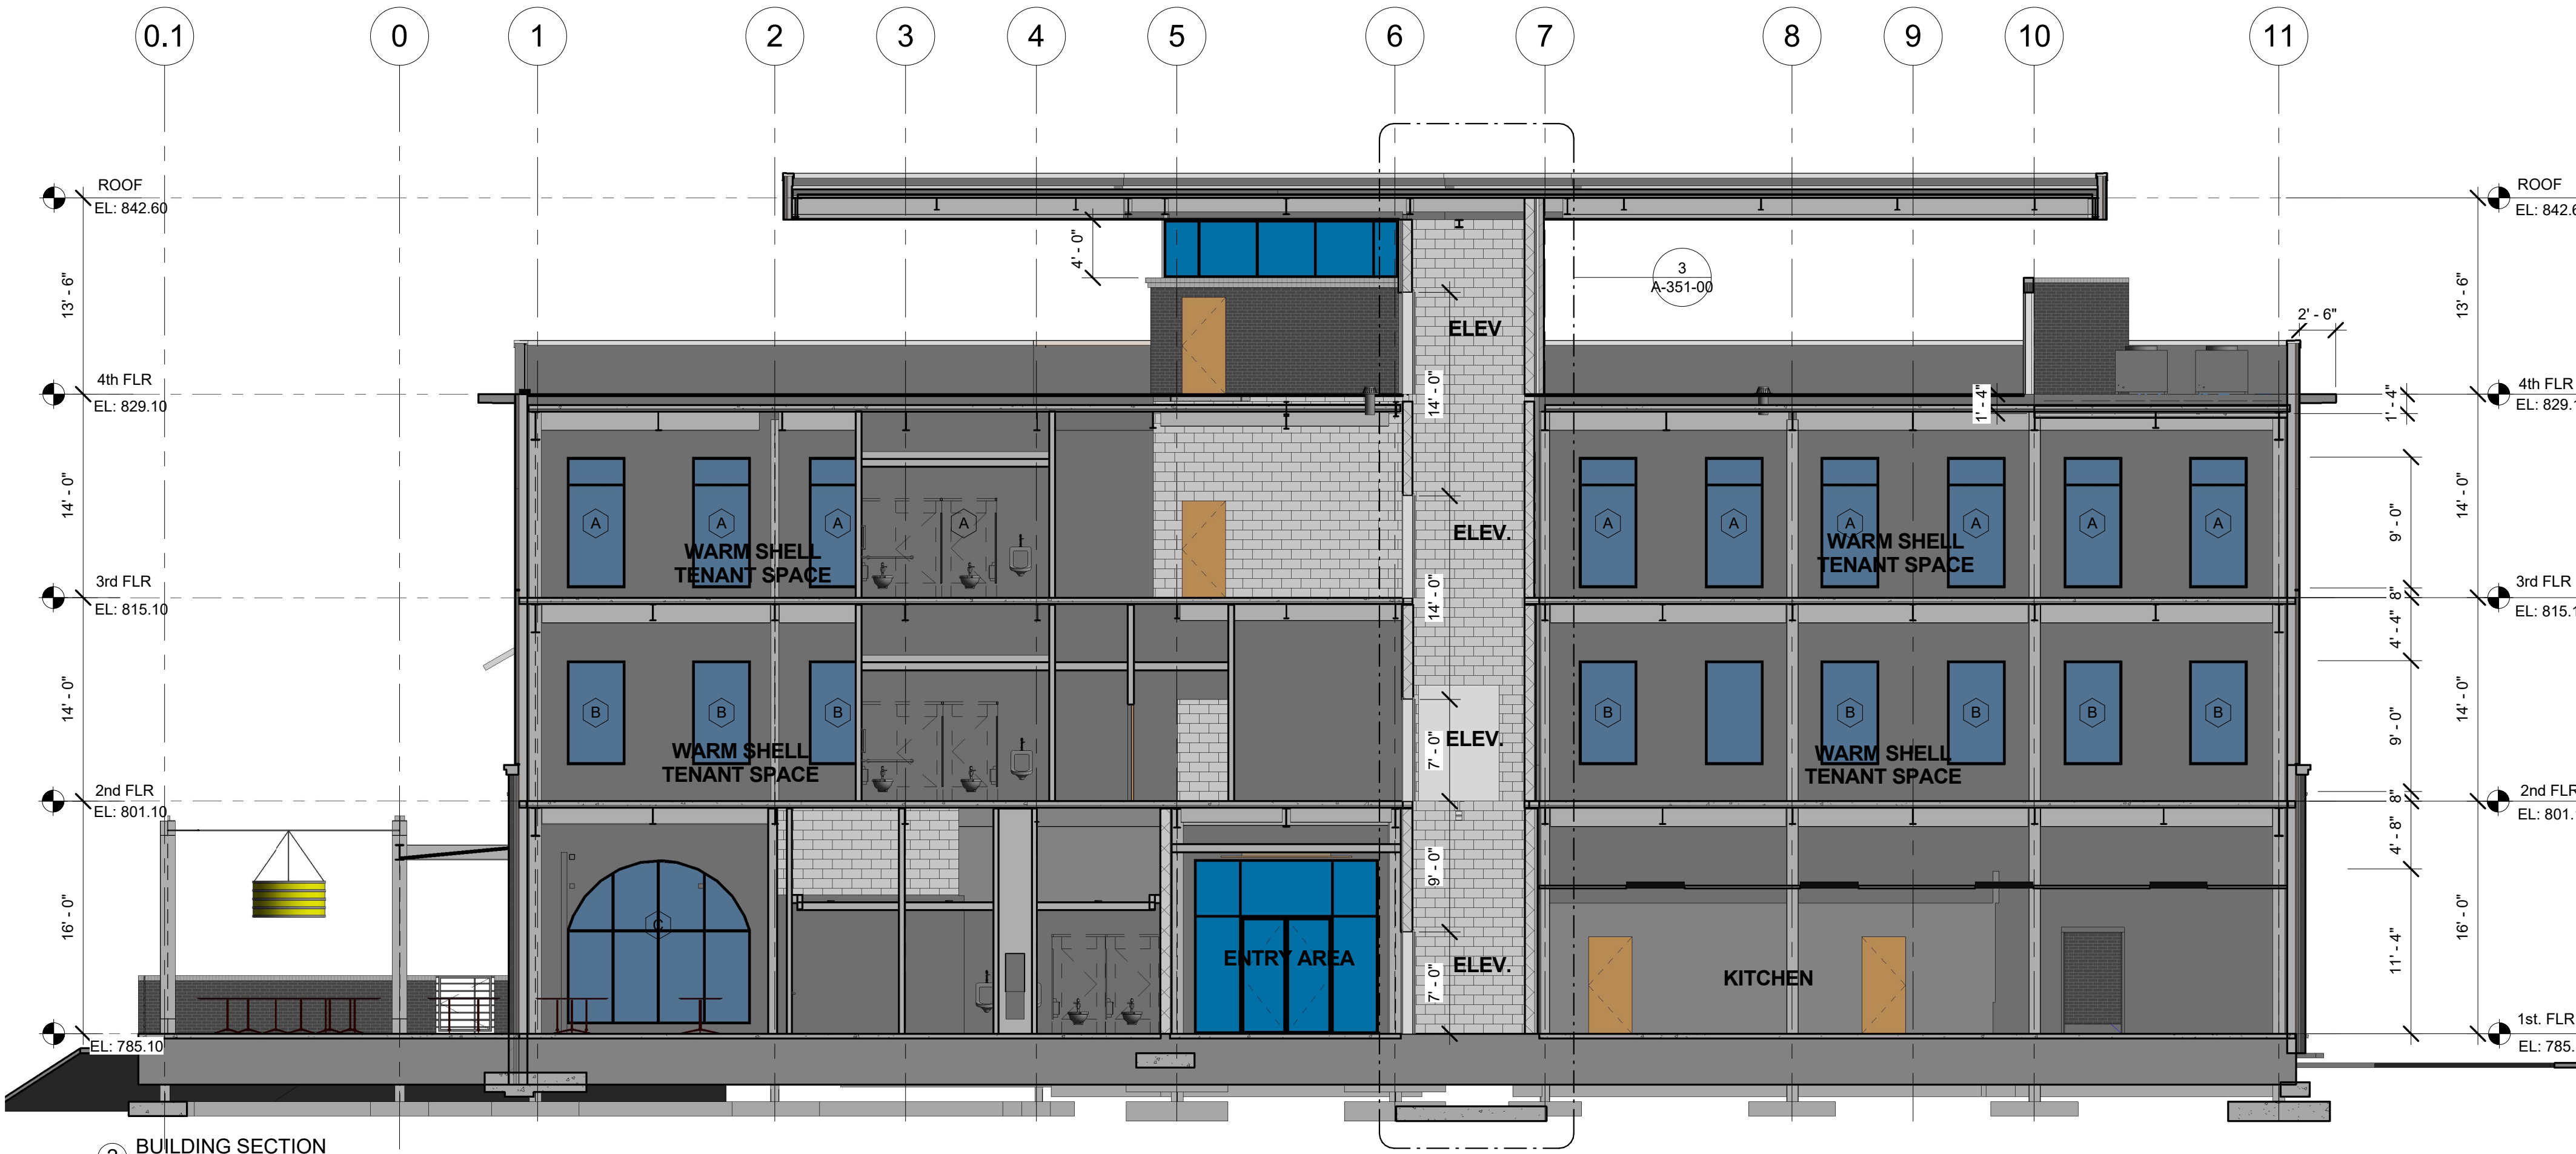 0.1 0 1 2 3 4 5 6 7 8 9 10 11
ROOF
EL: 842.60
ROOF
EL: 842.6
4' - 0"
3
A-351-00
13' - 6"
13' - 6"
2' - 6"
ELEV
4th FLR
EL: 829.10
4th FLR
EL: 829.1
14' - 0"
1' - 4"
1' - 4"
14' - 0"
A A A A
ELEV.
A A A A A A
9' - 0"
14' - 0"
WARM SHELL
TENANT SPACE
WARM SHELL
TENANT SPACE
3rd FLR
EL: 815.10
14' - 0"
8"
3rd FLR
EL: 815.1
4' - 4"
14' - 0"
B B B
B B B B B
9' - 0"
14' - 0"
7' - 0"
ELEV.
WARM SHELL
TENANT SPACE
WARM SHELL
TENANT SPACE
2nd FLR
EL: 801.10
8"
2nd FLR
EL: 801.
4' - 8"
9' - 0"
16' - 0"
C
ENTRY AREA
ELEV.
7' - 0"
KITCHEN
11' - 4"
16' - 0"
EL: 785.10
1st. FLR
EL: 785.
BUILDING SECTION